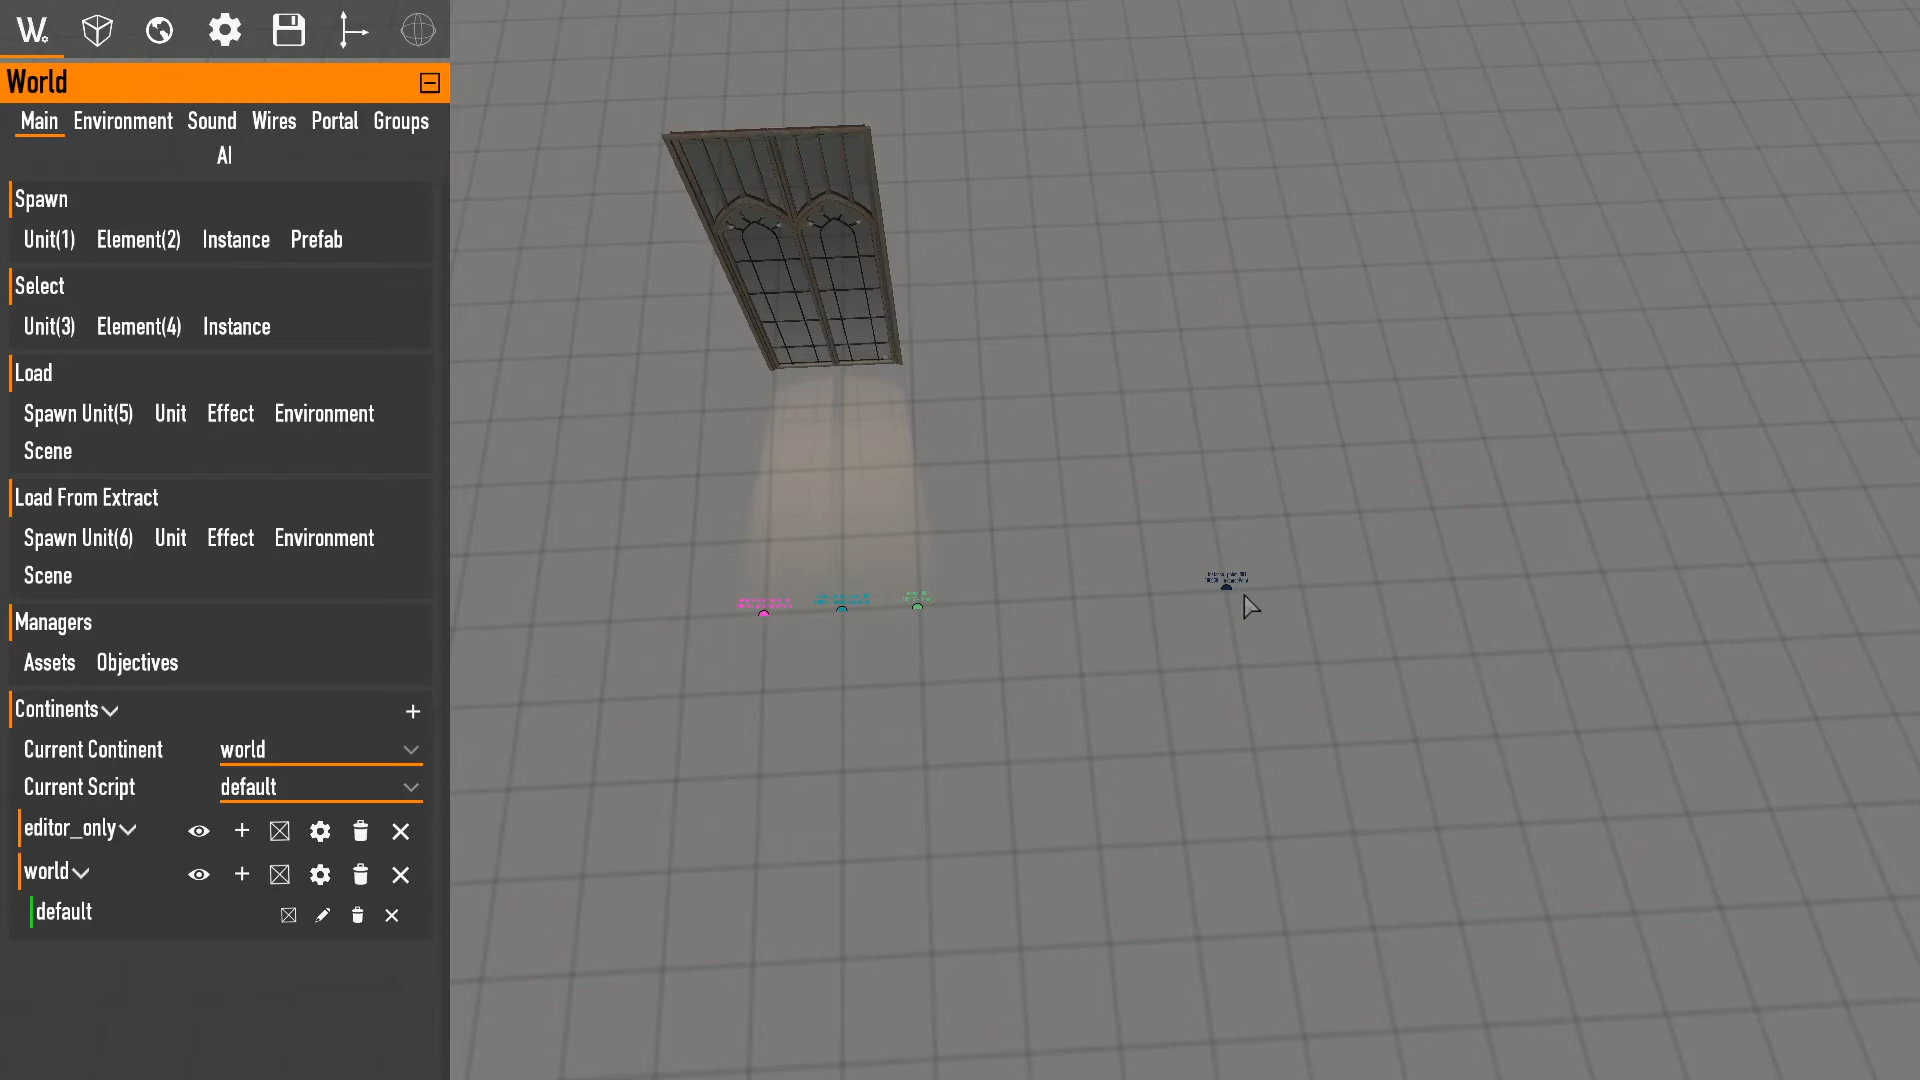 W.
World
Main Environment Sound Wires Portal Groups
AI
Spawn
Unit(1) Element(2) Instance Prefab
Select
Unit(3) Element(4) Instance
Load
Spawn Unit(5) Unit Effect Environment
Scene
Load From Extract
Spawn Unit(6) Unit Effect Environment
Scene
Managers
Assets Objectives
Continents
Current Continent world
Current Script default
editor_only
world
default